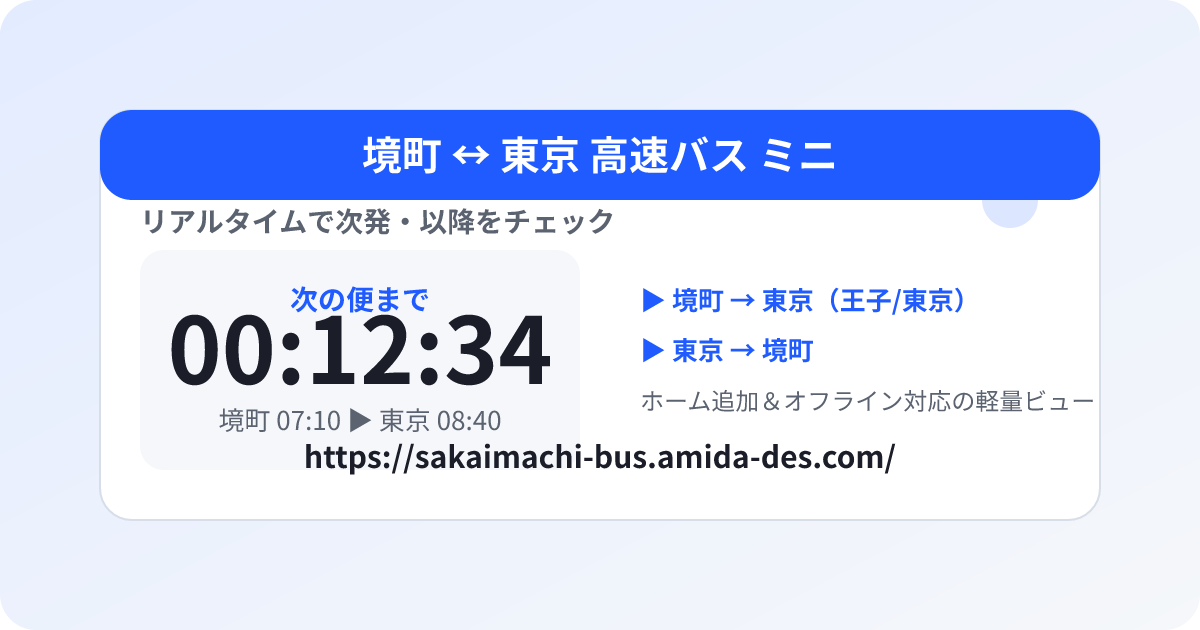 境町 ↔ 東京 高速バス ミニ
リアルタイムで次発・以降をチェック
次の便まで
00:12:34
境町 07:10 ▶ 東京 08:40
▶ 境町 → 東京（王子/東京）
▶ 東京 → 境町
ホーム追加＆オフライン対応の軽量ビュー
https://sakaimachi-bus.amida-des.com/